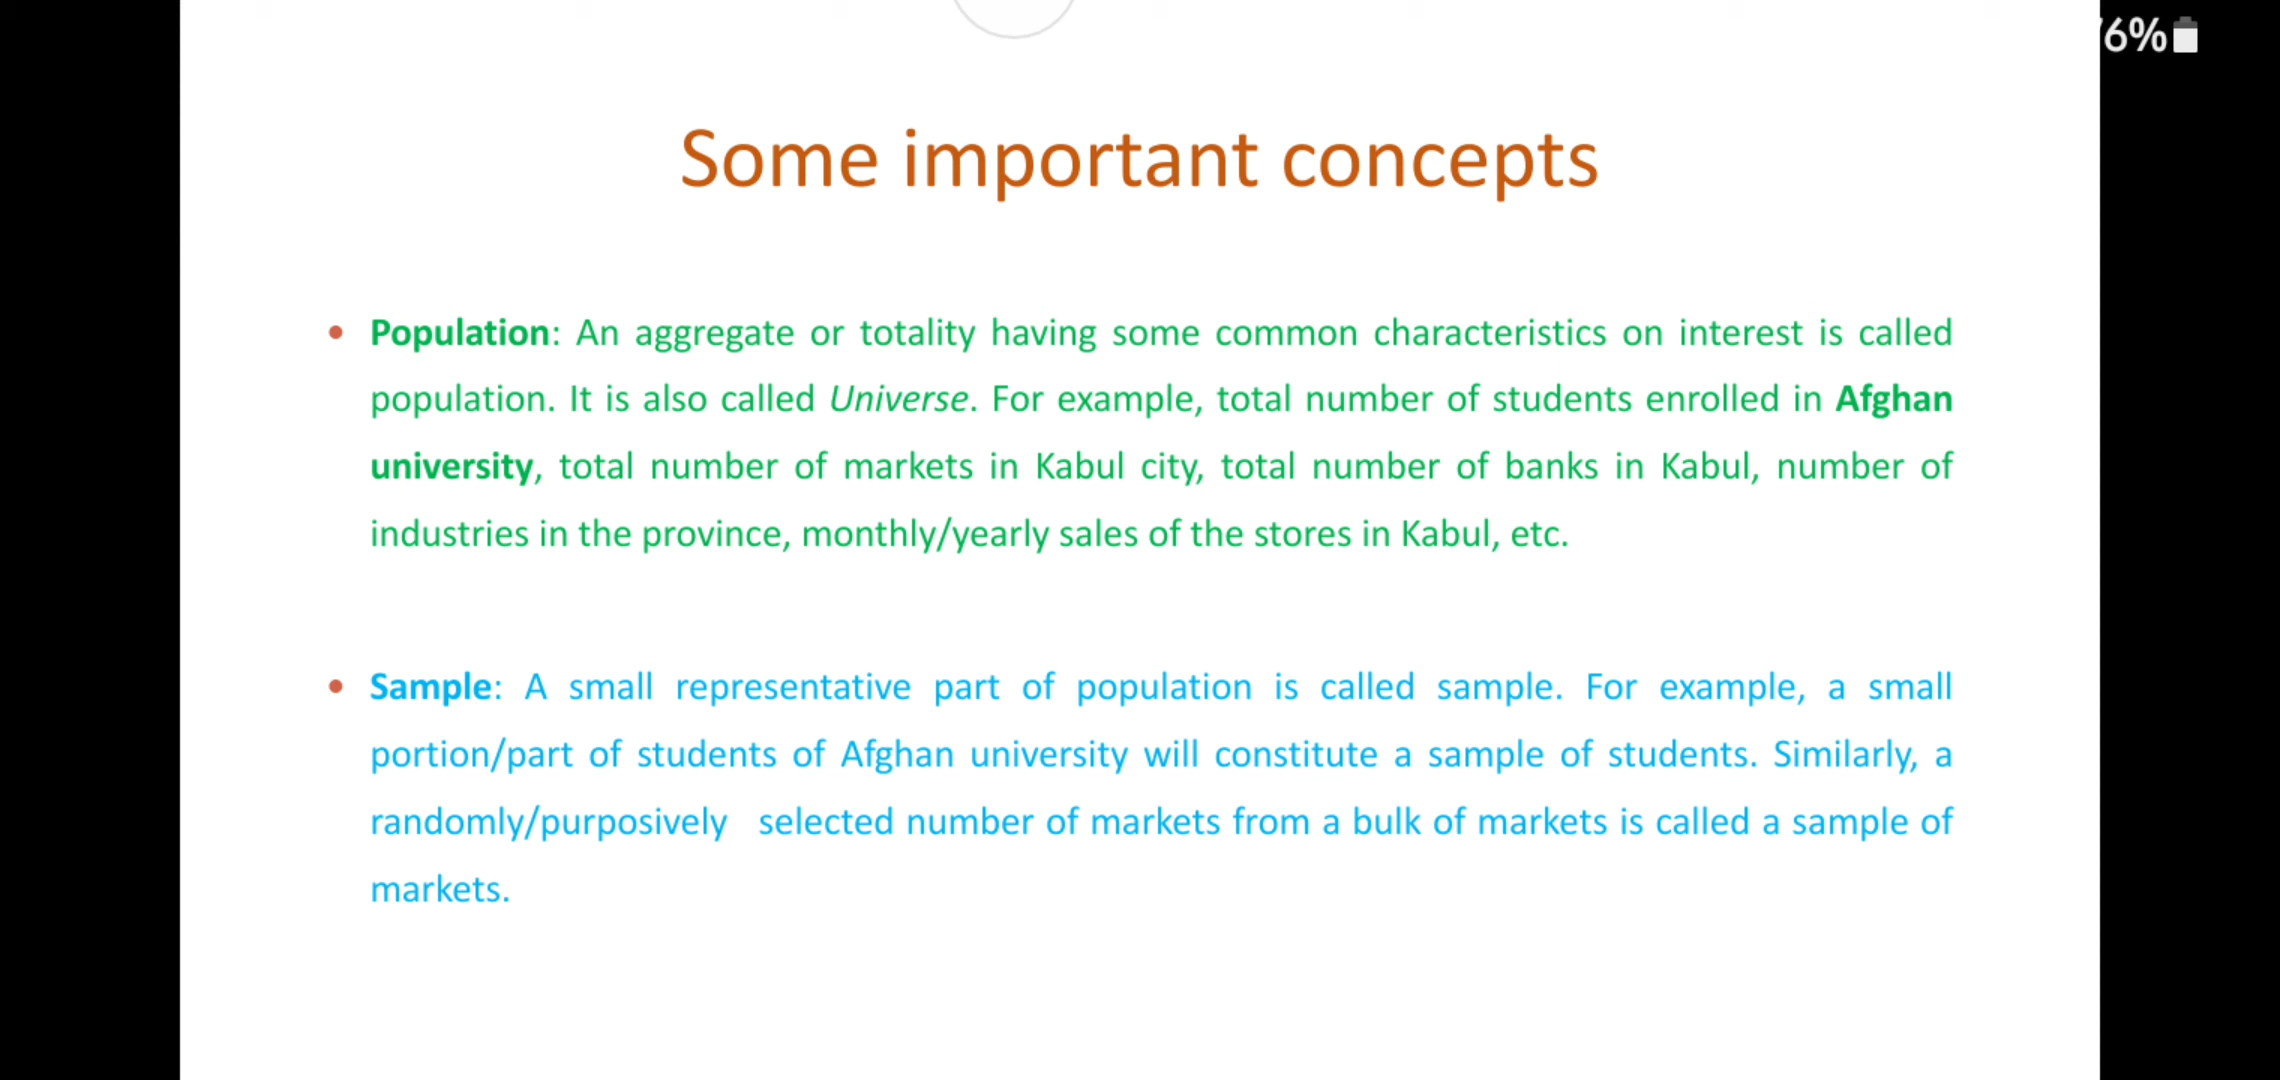 6%
Some important concepts
• Population: An aggregate or totality having some common characteristics on interest is called
population. It is also called Universe. For example, total number of students enrolled in Afghan
university, total number of markets in Kabul city, total number of banks in Kabul, number of
industries in the province, monthly/yearly sales of the stores in Kabul, etc.
• Sample: A small representative part of population is called sample. For example, a small
portion/part of students of Afghan university will constitute a sample of students. Similarly, a
randomly/purposively selected number of markets from a bulk of markets is called a sample of
markets.